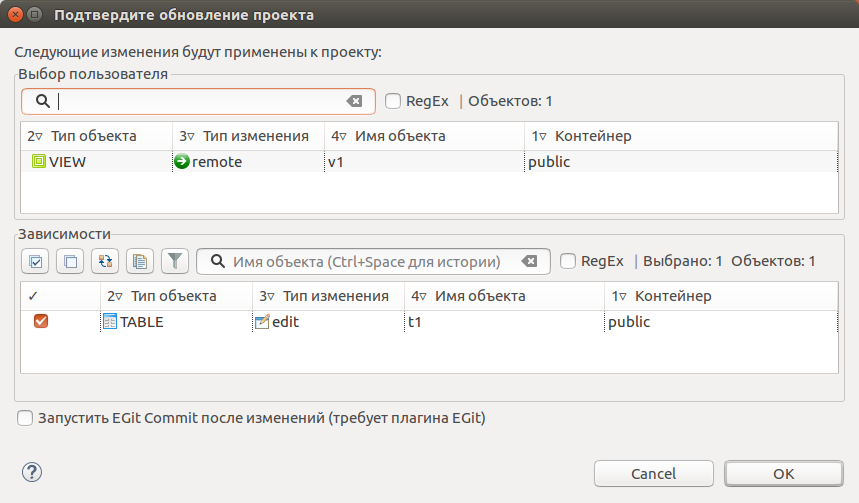 Подтвердите обновление проекта
Следующие изменения будут применены к проекту:
Выбор пользователя
RegEx | Объектов: 1
2▿ Тип объекта 3▿ Тип изменения 4▿ Имя объекта 1▿ Контейнер
VIEW remote v1 public
Зависимости
Имя объекта (Ctrl+Space для истории) RegEx | Выбрано: 1 Объектов: 1
✓ 2▿ Тип объекта 3▿ Тип изменения 4▿ Имя объекта 1▿ Контейнер
TABLE edit t1 public
Запустить EGit Commit после изменений (требует плагина EGit)
? Cancel OK